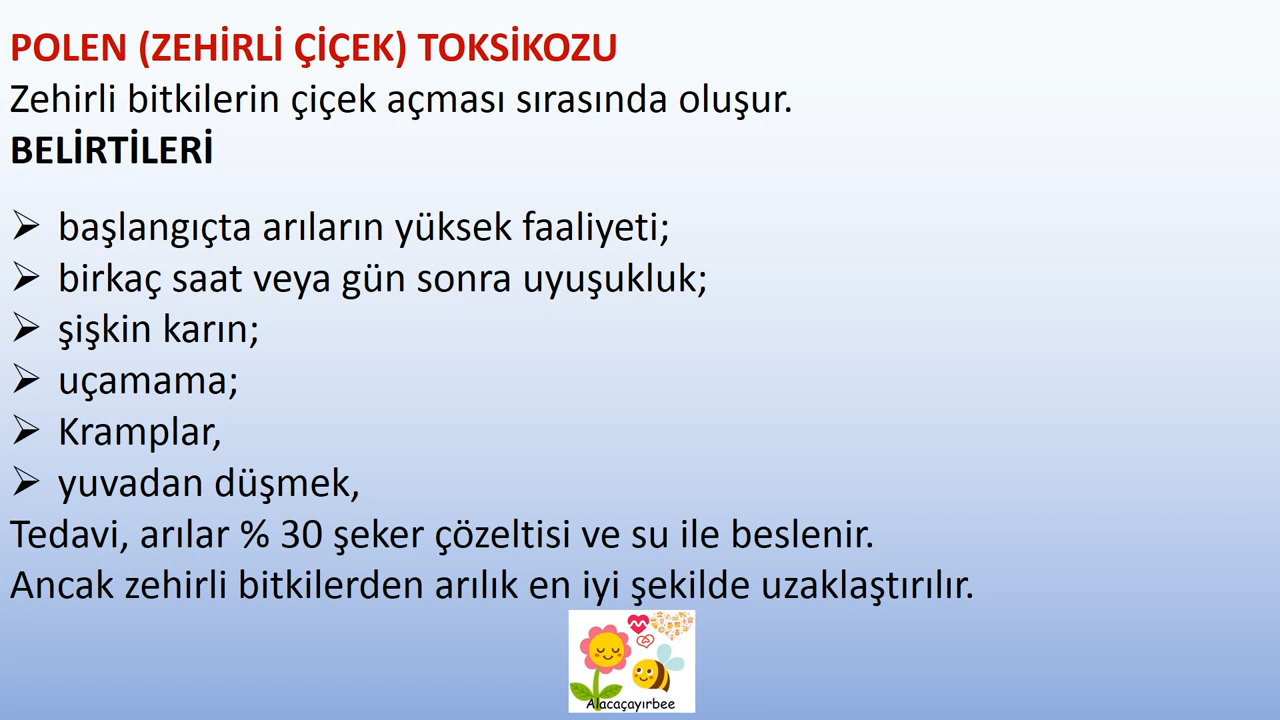 POLEN (ZEHİRLİ ÇİÇEK) TOKSİKOZU
Zehirli bitkilerin çiçek açması sırasında oluşur.
BELİRTİLERİ
➢ başlangıçta arıların yüksek faaliyeti;
➢ birkaç saat veya gün sonra uyuşukluk;
➢ şişkin karın;
➢ uçamama;
➢ Kramplar,
➢ yuvadan düşmek,
Tedavi, arılar % 30 şeker çözeltisi ve su ile beslenir.
Ancak zehirli bitkilerden arılık en iyi şekilde uzaklaştırılır.
Alacaçayırbee